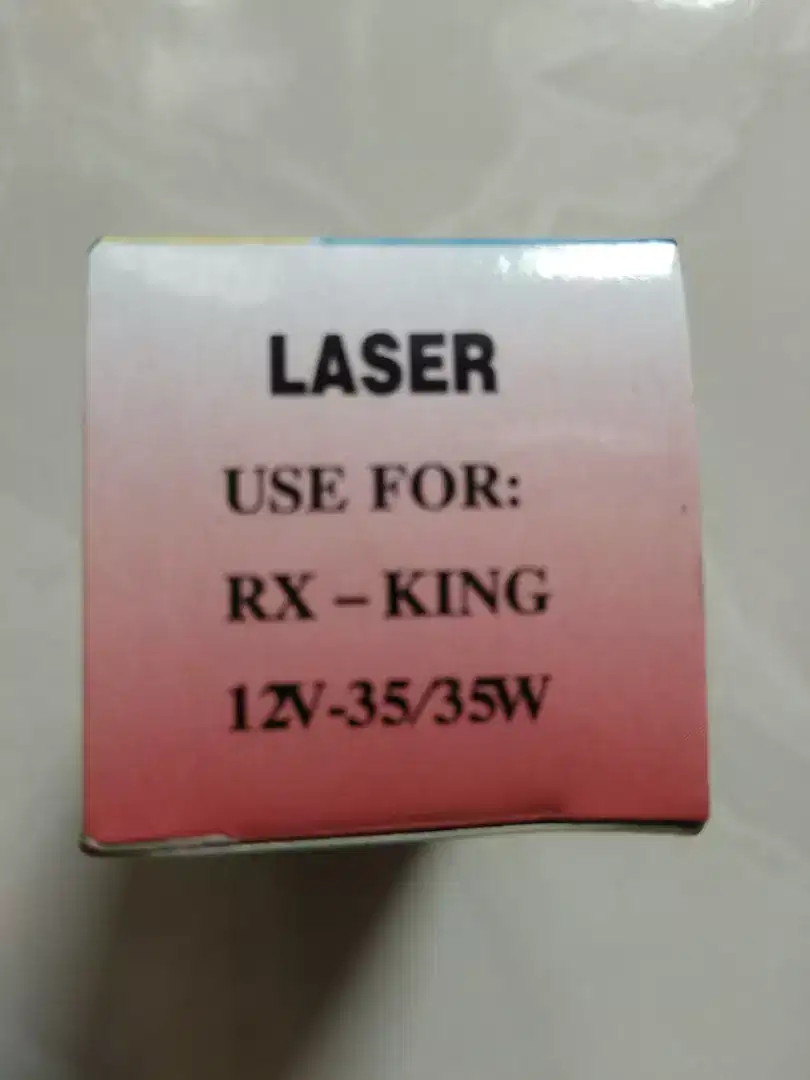 LASER
USE FOR:
RX – KING
12V-35/35W